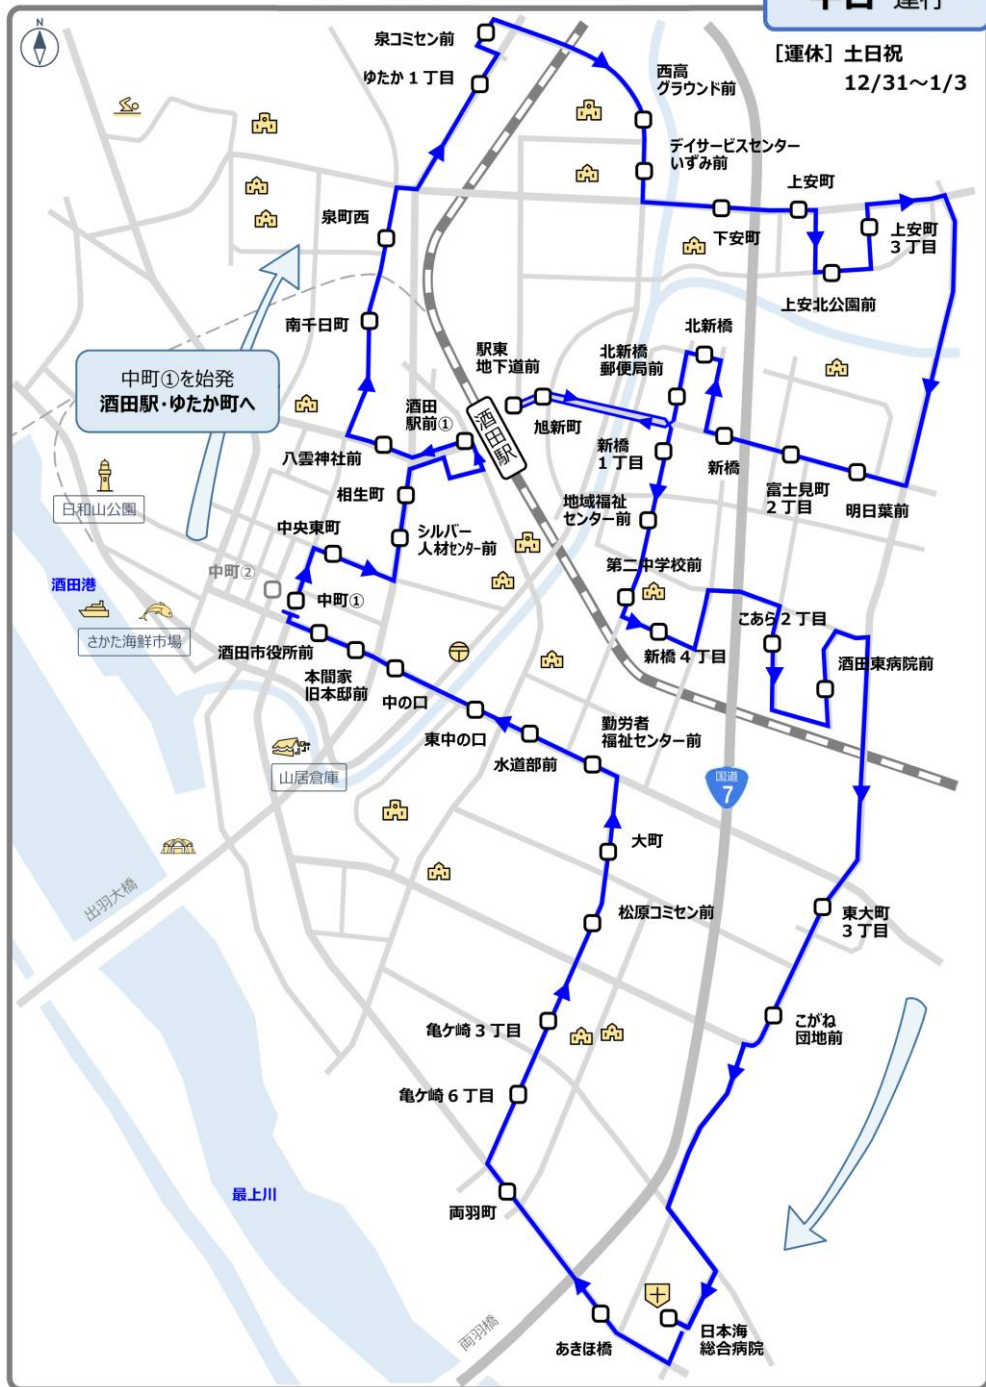 平日 運行
［運休］土日祝
12/31～1/3
N
泉コミセン前
ゆたか１丁目
西高
グラウンド前
デイサービスセンター
いずみ前
上安町
下安町
上安町
３丁目
上安北公園前
泉町西
南千日町
中町①を始発
酒田駅・ゆたか町へ
駅東
地下道前
北新橋
北新橋
郵便局前
酒田
駅前①
酒田駅
旭新町
八雲神社前
新橋
１丁目
新橋
富士見町
２丁目
明日葉前
相生町
地域福祉
センター前
日和山公園
中央東町
シルバー
人材センター前
第二中学校前
中町②
中町①
酒田港
さかた海鮮市場
酒田市役所前
本間家
旧本邸前
中の口
こあら２丁目
新橋４丁目
酒田東病院前
東中の口
勤労者
福祉センター前
水道部前
山居倉庫
国道
7
大町
出羽大橋
松原コミセン前
東大町
３丁目
こがね
団地前
亀ケ崎３丁目
亀ケ崎６丁目
最上川
両羽町
両羽橋
あきほ橋
日本海
総合病院